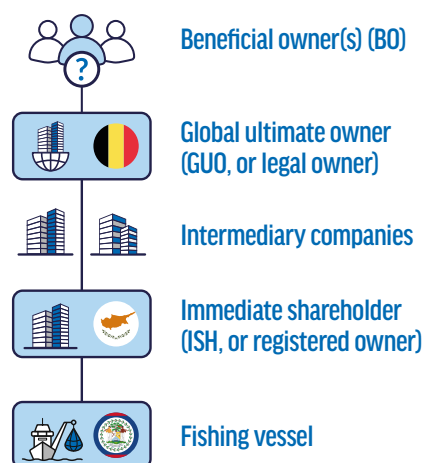 Beneficial owner(s) (BO)
?
Global ultimate owner
(GUO, or legal owner)
Intermediary companies
Immediate shareholder
(ISH, or registered owner)
Fishing vessel